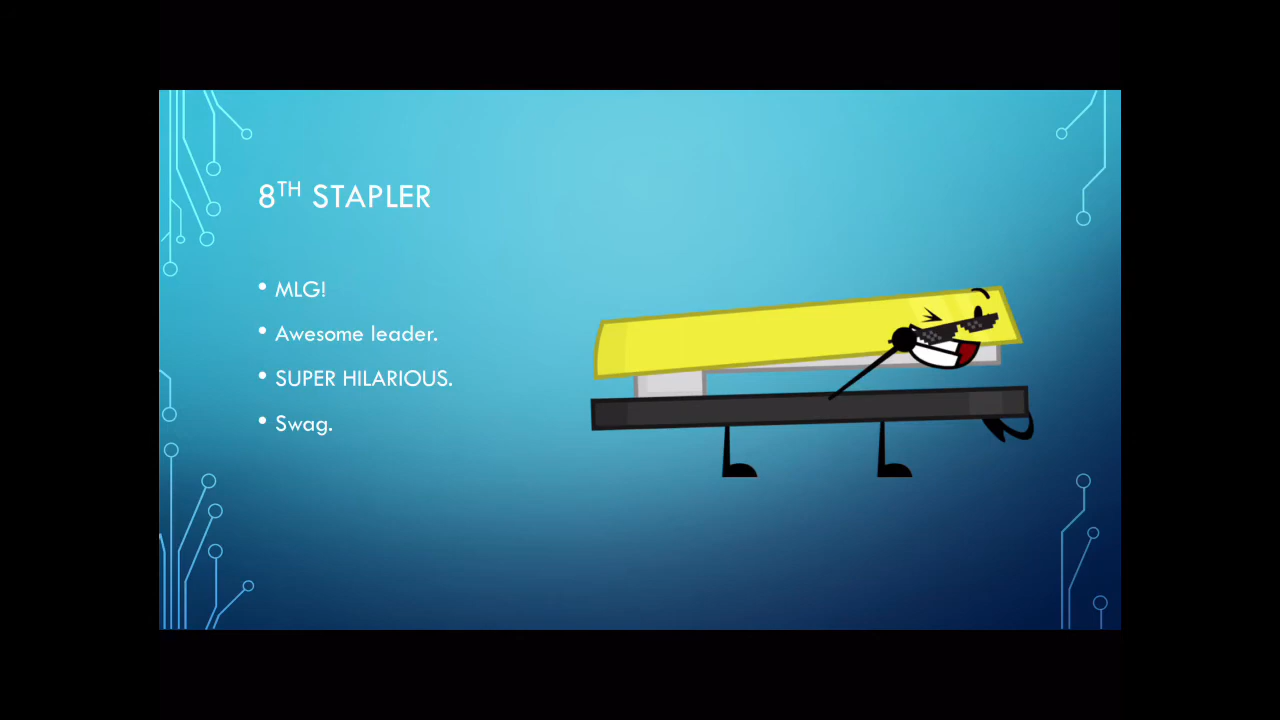 8TH STAPLER
• MLG!
• Awesome leader.
• SUPER HILARIOUS.
• Swag.